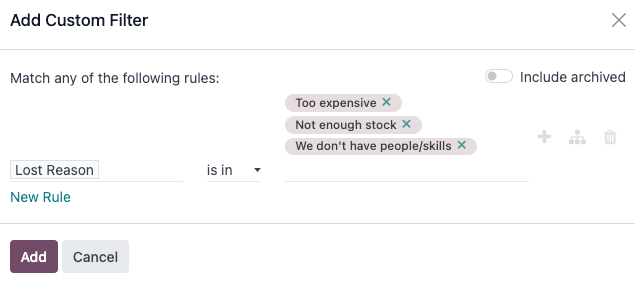 Add Custom Filter
Match any of the following rules:
Include archived
Too expensive
Not enough stock
We don't have people/skills
Lost Reason is in
New Rule
Add Cancel